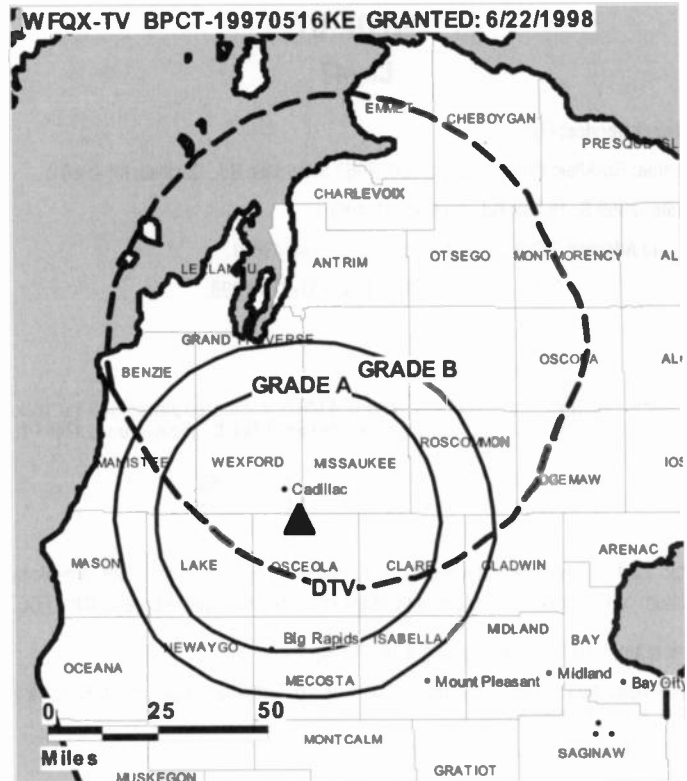 WFQX-TV BPCT-19970516KE GRANTED: 6/22/1998
EMMET
CHEBOYGAN
PRESQUE ISL
CHARLEVOIX
LEELANAU
ANTRIM
OTSEGO
MONTMORENCY
AL
GRAND TRAVERSE
BENZIE
GRADE A
GRADE B
OSCODA
AL
MANISTEE
WEXFORD
MISSAUKEE
ROSCOMMON
OGEMAW
IOS
Cadillac
MASON
LAKE
OSCEOLA
CLARE
GLADWIN
ARENAC
DTV
NEWAYGO
Big Rapids
ISABELLA
MIDLAND
BAY
OCEANA
MECOSTA
Mount Pleasant
Midland
Bay City
0 25 50
Miles
MONTCALM
SAGINAW
MUSKEGON
GRATIOT